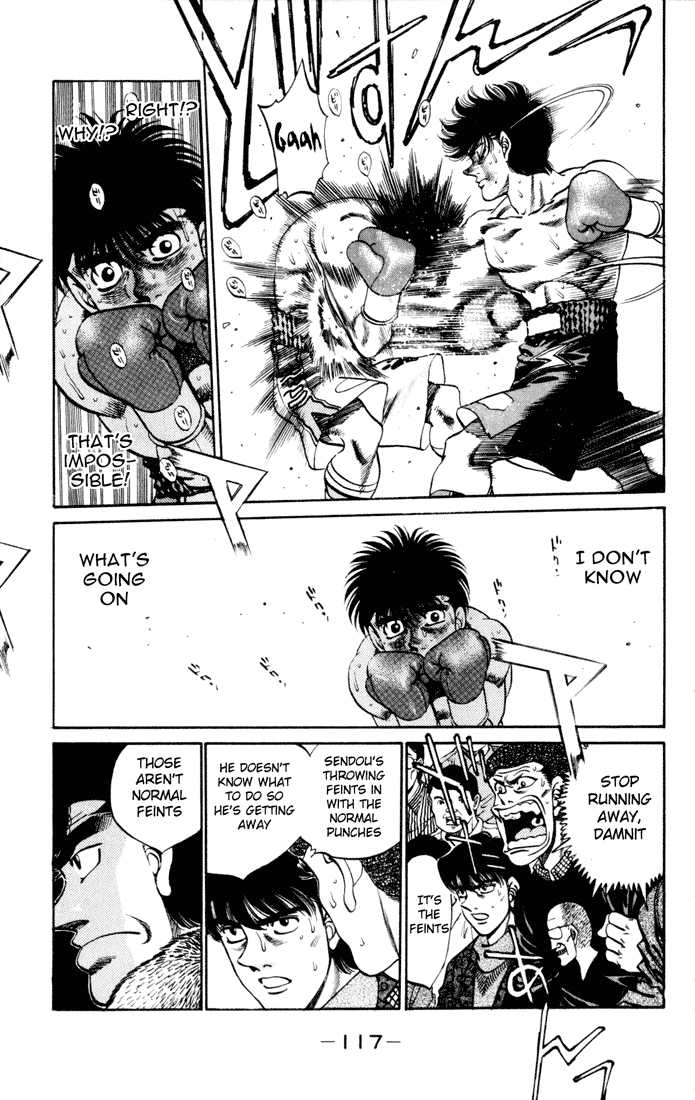 Gaah
RIGHT!?
WHY!?
THAT'S
IMPOS-
SIBLE!
I DON'T
KNOW
WHAT'S
GOING
ON
STOP
RUNNING
AWAY,
DAMNIT
IT'S
THE
FEINTS
SENDOU'S
THROWING
FEINTS IN
WITH THE
NORMAL
PUNCHES
HE DOESN'T
KNOW WHAT
TO DO SO
HE'S GETTING
AWAY
THOSE
AREN'T
NORMAL
FEINTS
-117-